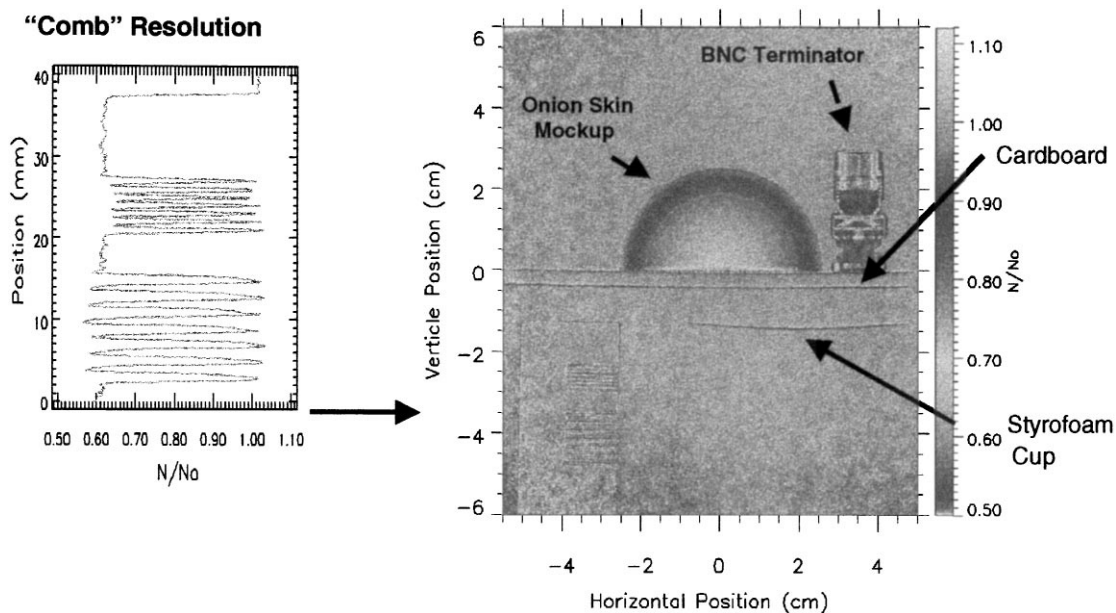 “Comb” Resolution
40
30
20
10
0
Position (mm)
0.50 0.60 0.70 0.80 0.90 1.00 1.10
N/No
6
4
2
0
−2
−4
−6
Verticle Position (cm)
−4 −2 0 2 4
Horizontal Position (cm)
Onion Skin
Mockup
BNC Terminator
1.10
1.00
0.90
0.80
0.70
0.60
0.50
N/No
Cardboard
Styrofoam
Cup